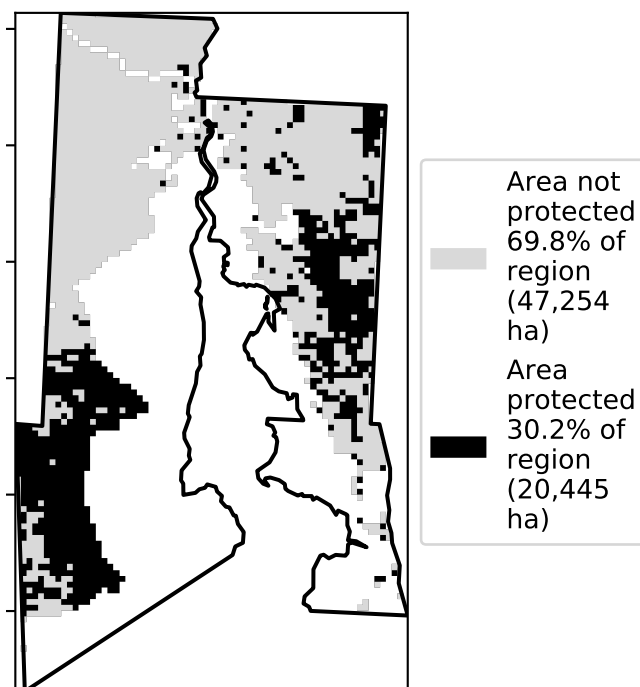 Area not
protected
69.8% of
region
(47,254
ha)
Area
protected
30.2% of
region
(20,445
ha)